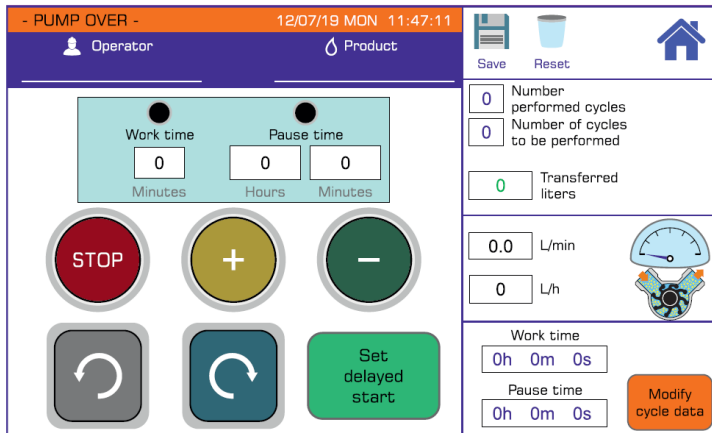 - PUMP OVER -
12/07/19 MON 11:47:11
Operator
Product
Save
Reset
Work time
0
Minutes
Pause time
0
0
Hours
Minutes
STOP
+
-
Set
delayed
start
0
Number
performed cycles
0
Number of cycles
to be performed
0
Transferred
liters
0.0
L/min
0
L/h
Work time
0h 0m 0s
Pause time
0h 0m 0s
Modify
cycle data